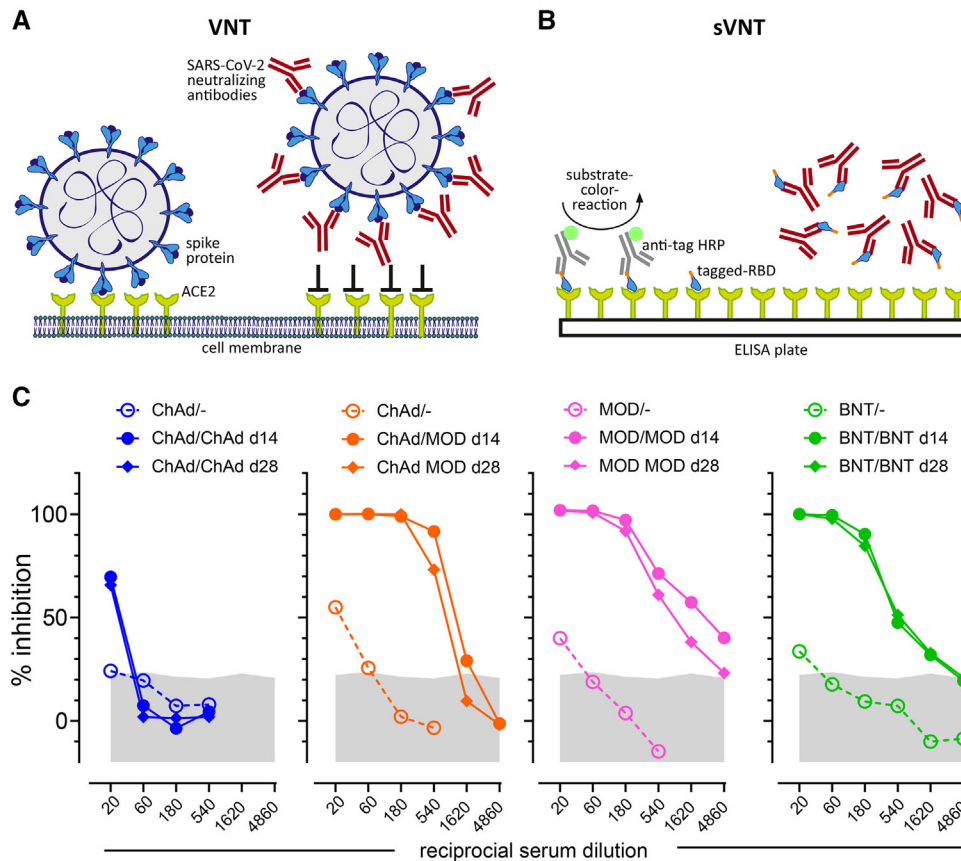 A
VNT
SARS-CoV-2
neutralizing
antibodies
spike
protein
ACE2
cell membrane
B
sVNT
substrate-
color-
reaction
anti-tag HRP
tagged-RBD
ELISA plate
C
ChAd/-
ChAd/ChAd d14
ChAd/ChAd d28
ChAd/-
ChAd/MOD d14
ChAd MOD d28
MOD/-
MOD/MOD d14
MOD MOD d28
BNT/-
BNT/BNT d14
BNT/BNT d28
% inhibition
100
50
0
20 60 180 540 1620 4860
20 60 180 540 1620 4860
20 60 180 540 1620 4860
20 60 180 540 1620 4860
reciprocial serum dilution